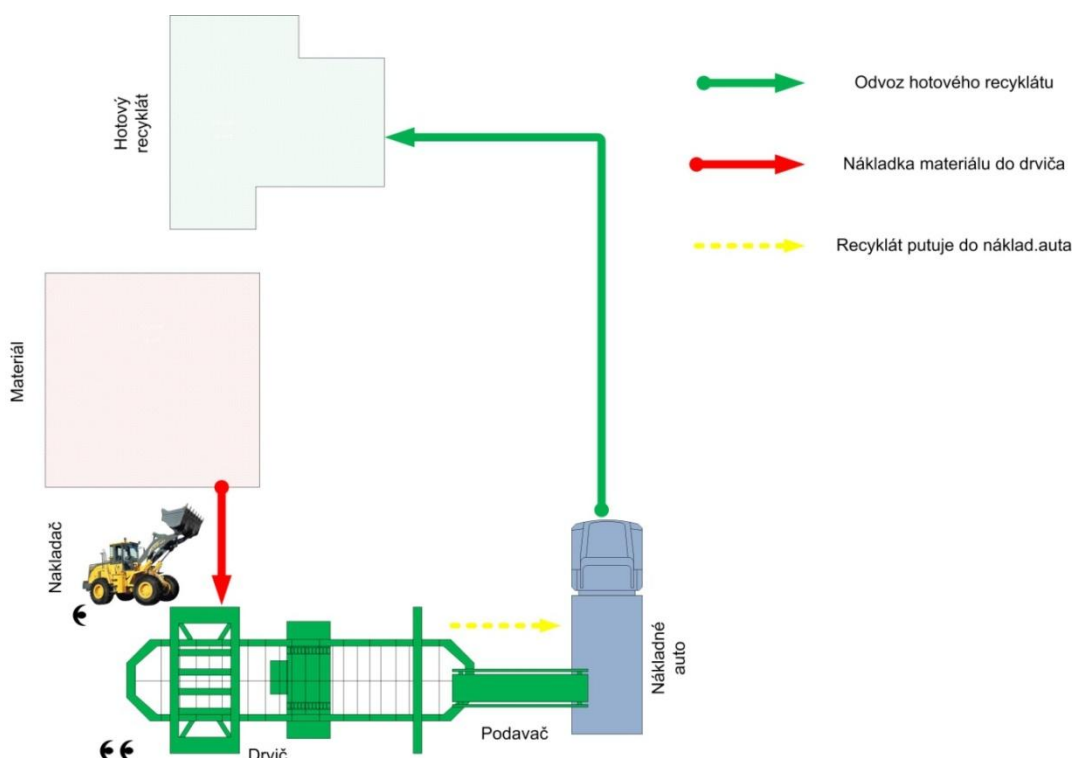 Hotový
recyklát
Odvoz hotového recyklátu
Nákladka materiálu do drviča
Recyklát putuje do náklad.auta
Materiál
Nakladač
Nákladné
auto
Podavač
Drvič